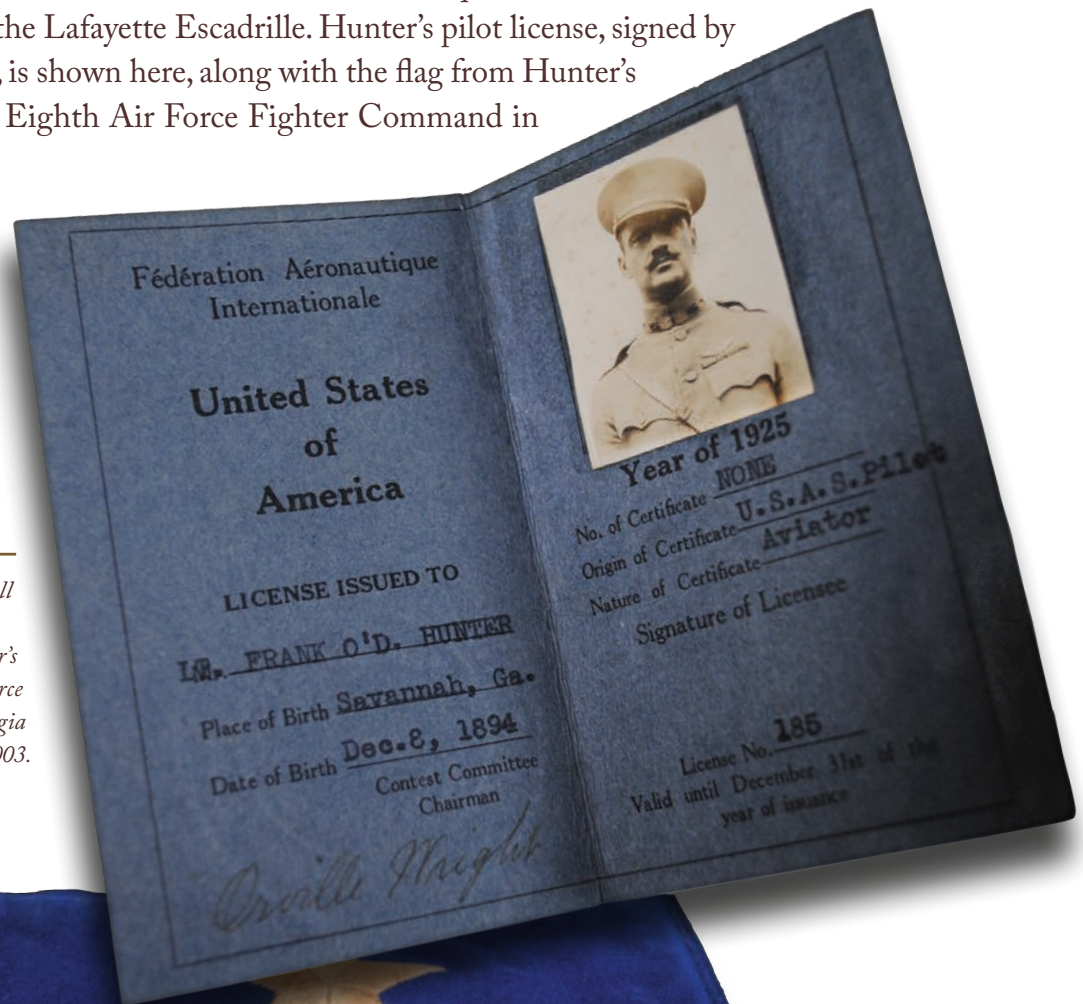 the Lafayette Escadrille. Hunter’s pilot license, signed by
, is shown here, along with the flag from Hunter’s
Eighth Air Force Fighter Command in
Fédération Aéronautique
Internationale
United States
of
America
LICENSE ISSUED TO
FRANK O'D. HUNTER
Place of Birth Savannah, Ga.
Date of Birth Dec.8, 1894
Contest Committee
Chairman
Orville Wright
Year of 1925
No. of Certificate NONE
Origin of Certificate U.S.A.S.Pilot
Nature of Certificate Aviator
Signature of Licensee
License No. 185
Valid until December 31st of the
year of issuance
ll
r’s
rce
gia
903.